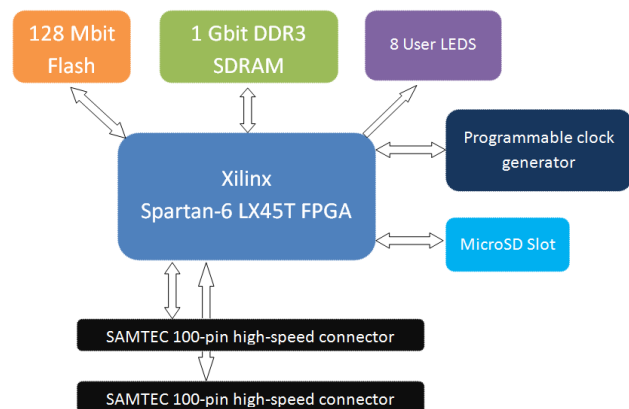 128 Mbit
Flash
1 Gbit DDR3
SDRAM
8 User LEDS
Programmable clock
generator
Xilinx
Spartan-6 LX45T FPGA
MicroSD Slot
SAMTEC 100-pin high-speed connector
SAMTEC 100-pin high-speed connector